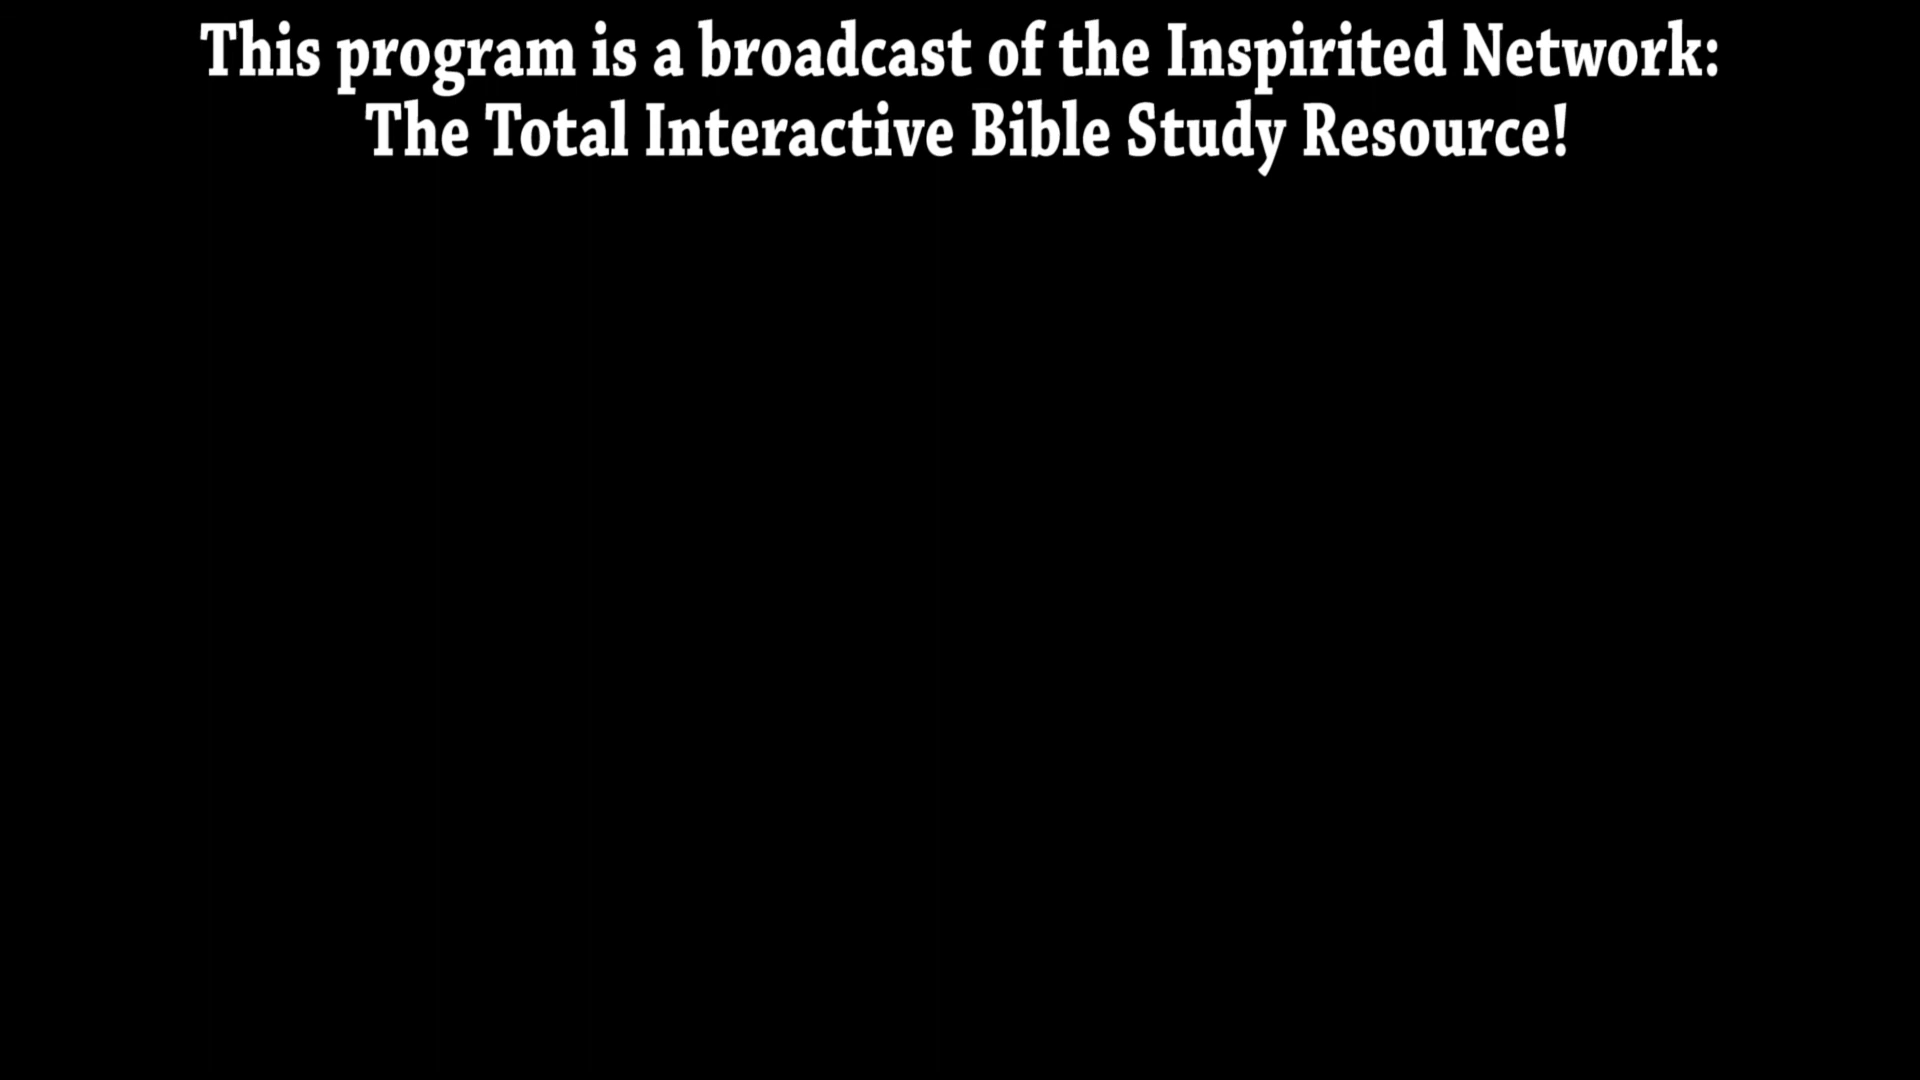 This program is a broadcast of the Inspirited Network:
The Total Interactive Bible Study Resource!